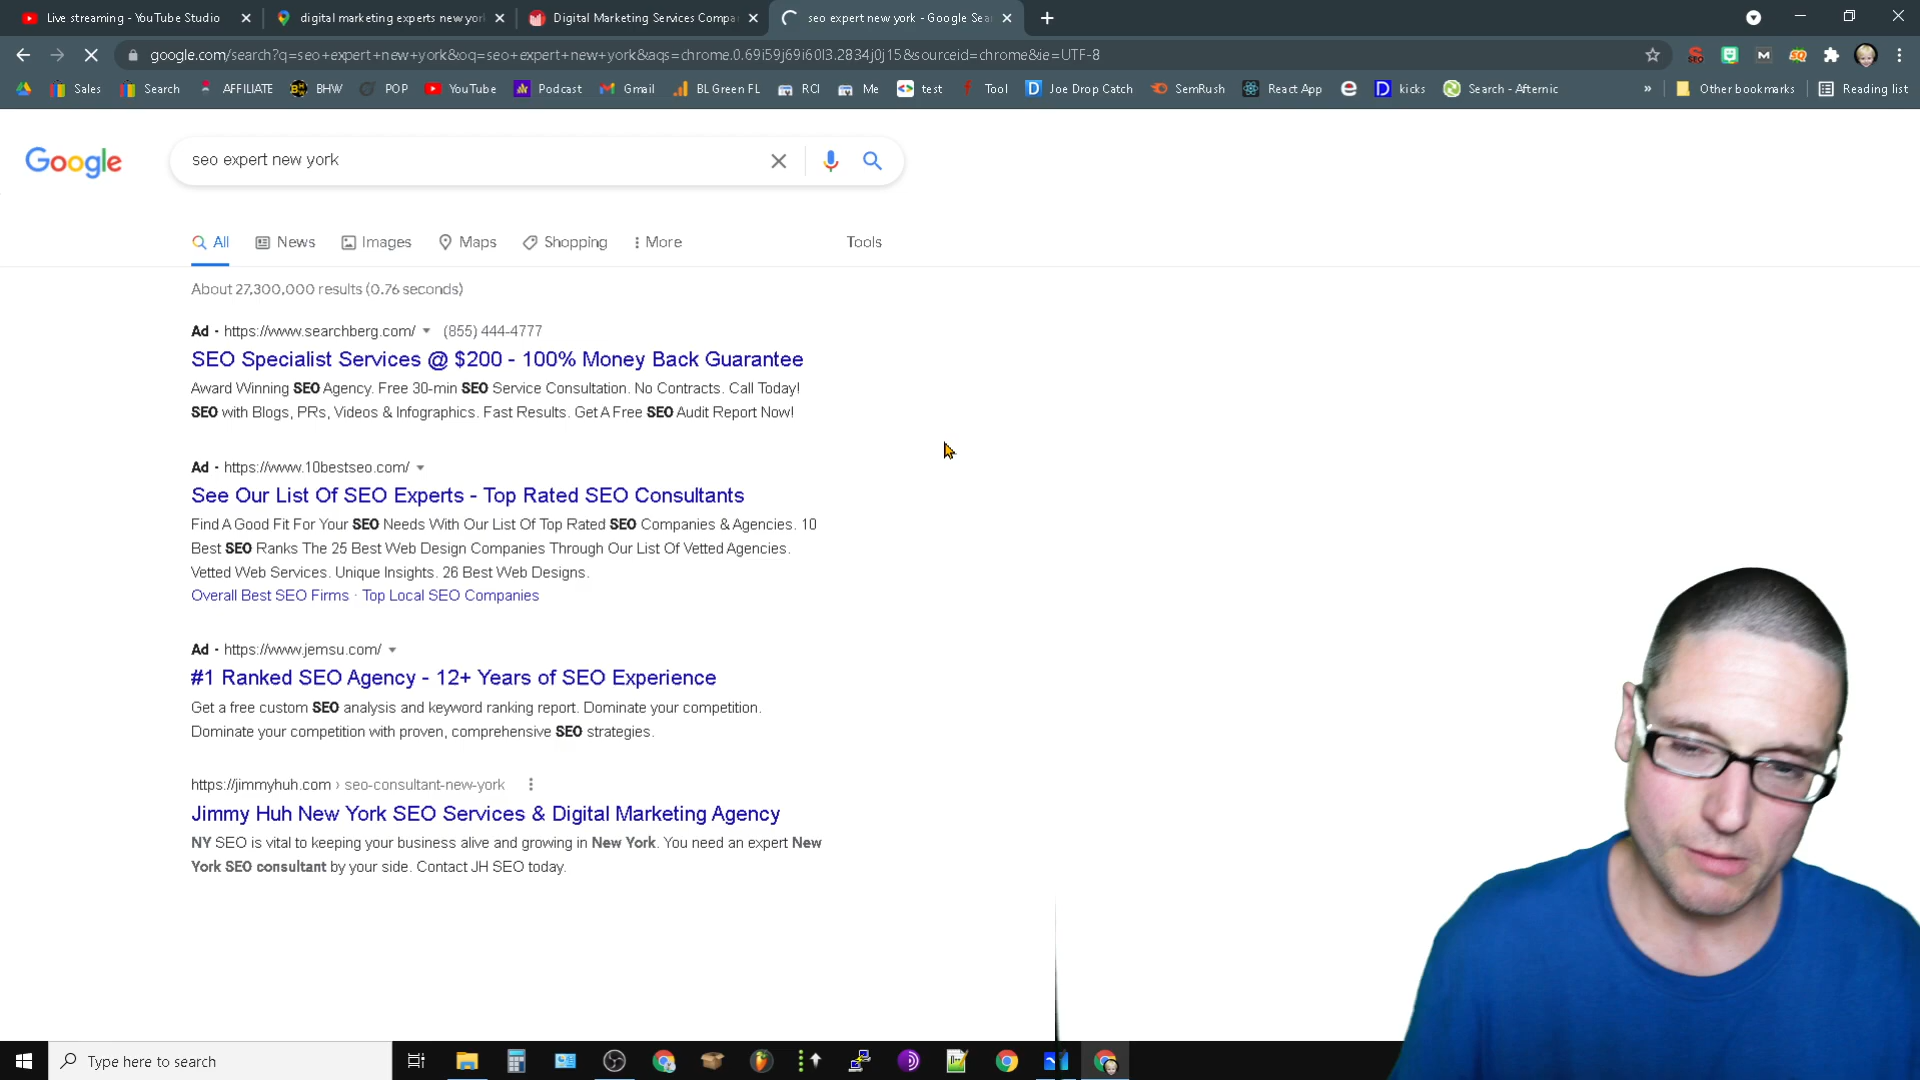 Live streaming - YouTube Studio
digital marketing experts new yor
Digital Marketing Services Compa
seo expert new york - Google Sea
google.com/search?q=seo+expert+new+york&oq=seo+expert+new+york&aqs=chrome.0.69i59j69i60l3.2834j0j15&sourceid=chrome&ie=UTF-8
Sales Search AFFILIATE BHW POP YouTube Podcast Gmail BL Green FL RCI Me test Tool Joe Drop Catch SemRush React App kicks Search - Afternic » Other bookmarks Reading list
Google
seo expert new york
All News Images Maps Shopping More Tools
About 27,300,000 results (0.76 seconds)
Ad · https://www.searchberg.com/ (855) 444-4777
SEO Specialist Services @ $200 - 100% Money Back Guarantee
Award Winning SEO Agency. Free 30-min SEO Service Consultation. No Contracts. Call Today!
SEO with Blogs, PRs, Videos & Infographics. Fast Results. Get A Free SEO Audit Report Now!
Ad · https://www.10bestseo.com/
See Our List Of SEO Experts - Top Rated SEO Consultants
Find A Good Fit For Your SEO Needs With Our List Of Top Rated SEO Companies & Agencies. 10
Best SEO Ranks The 25 Best Web Design Companies Through Our List Of Vetted Agencies.
Vetted Web Services. Unique Insights. 26 Best Web Designs.
Overall Best SEO Firms · Top Local SEO Companies
Ad · https://www.jemsu.com/
#1 Ranked SEO Agency - 12+ Years of SEO Experience
Get a free custom SEO analysis and keyword ranking report. Dominate your competition.
Dominate your competition with proven, comprehensive SEO strategies.
https://jimmyhuh.com › seo-consultant-new-york
Jimmy Huh New York SEO Services & Digital Marketing Agency
NY SEO is vital to keeping your business alive and growing in New York. You need an expert New
York SEO consultant by your side. Contact JH SEO today.
Type here to search